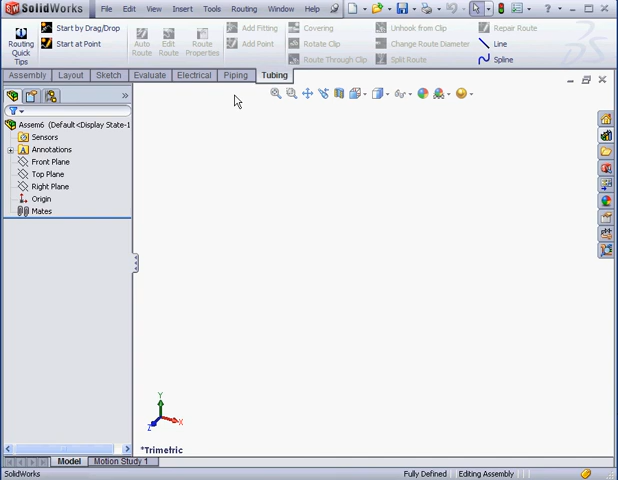 SolidWorks File Edit View Insert Tools Routing Window Help
Routing Quick Tips
Start by Drag/Drop
Start at Point
Auto Route
Edit Route
Route Properties
Add Fitting
Add Point
Covering
Rotate Clip
Route Through Clip
Unhook from Clip
Change Route Diameter
Split Route
Repair Route
Line
Spline
Assembly Layout Sketch Evaluate Electrical Piping Tubing
Assem6 (Default<Display State-1
Sensors
Annotations
Front Plane
Top Plane
Right Plane
Origin
Mates
Y
Z X
*Trimetric
Model Motion Study 1
SolidWorks Fully Defined Editing Assembly